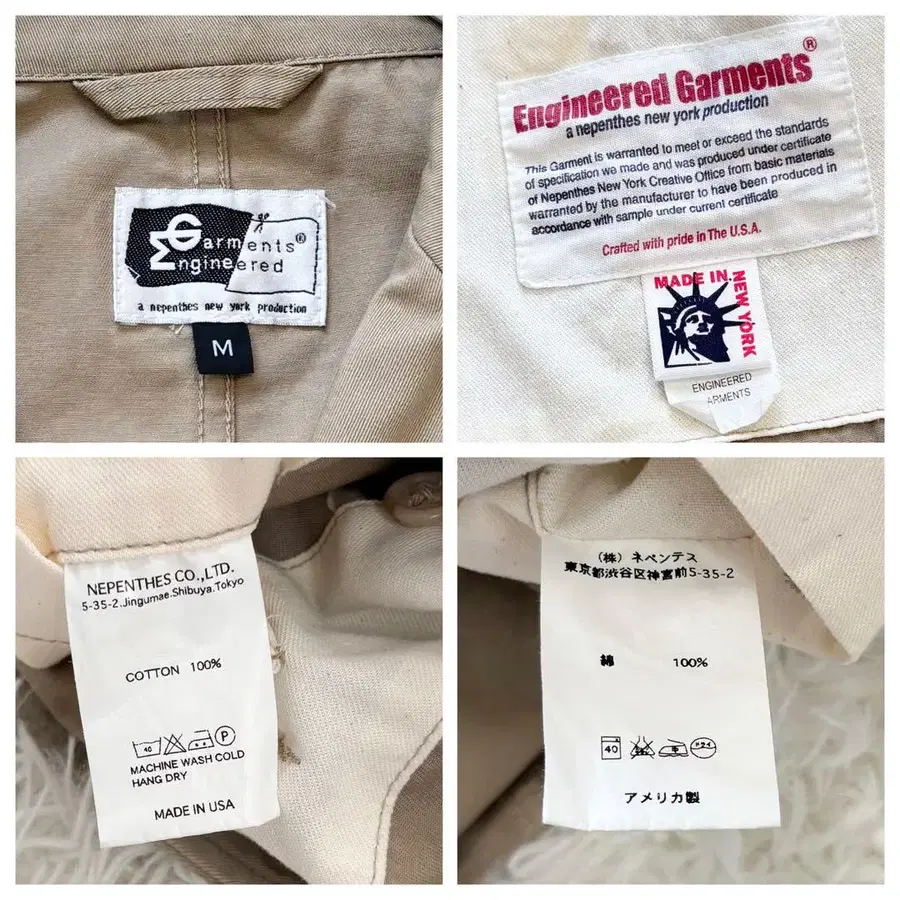 Garments®
Engineered
a nepenthes new york production
M
Engineered Garments®
a nepenthes new york production
This Garment is warranted to meet or exceed the standards
of specification we made and was produced under certificate
of Nepenthes New York Creative Office from basic materials
warranted by the manufacturer to have been produced in
accordance with sample under current certificate
Crafted with pride in The U.S.A.
MADE IN
NEW YORK
ENGINEERED
GARMENTS
NEPENTHES CO.,LTD.
5-35-2.Jingumae.Shibuya.Tokyo
COTTON 100%
40
P
MACHINE WASH COLD
HANG DRY
MADE IN USA
(株) ネペンテス
東京都渋谷区神宮前5-35-2
綿 100%
40
ドライ
アメリカ製